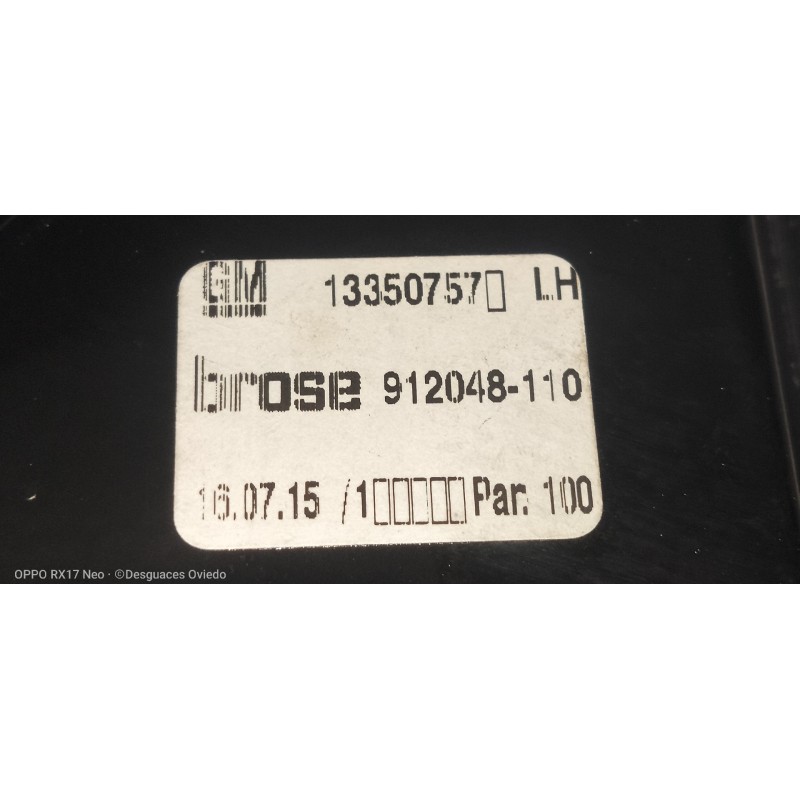 GM 13350757▯ LH
brose 912048-110
16.07.15 /1▯▯▯▯▯ Par. 100
OPPO RX17 Neo · ©Desguaces Oviedo